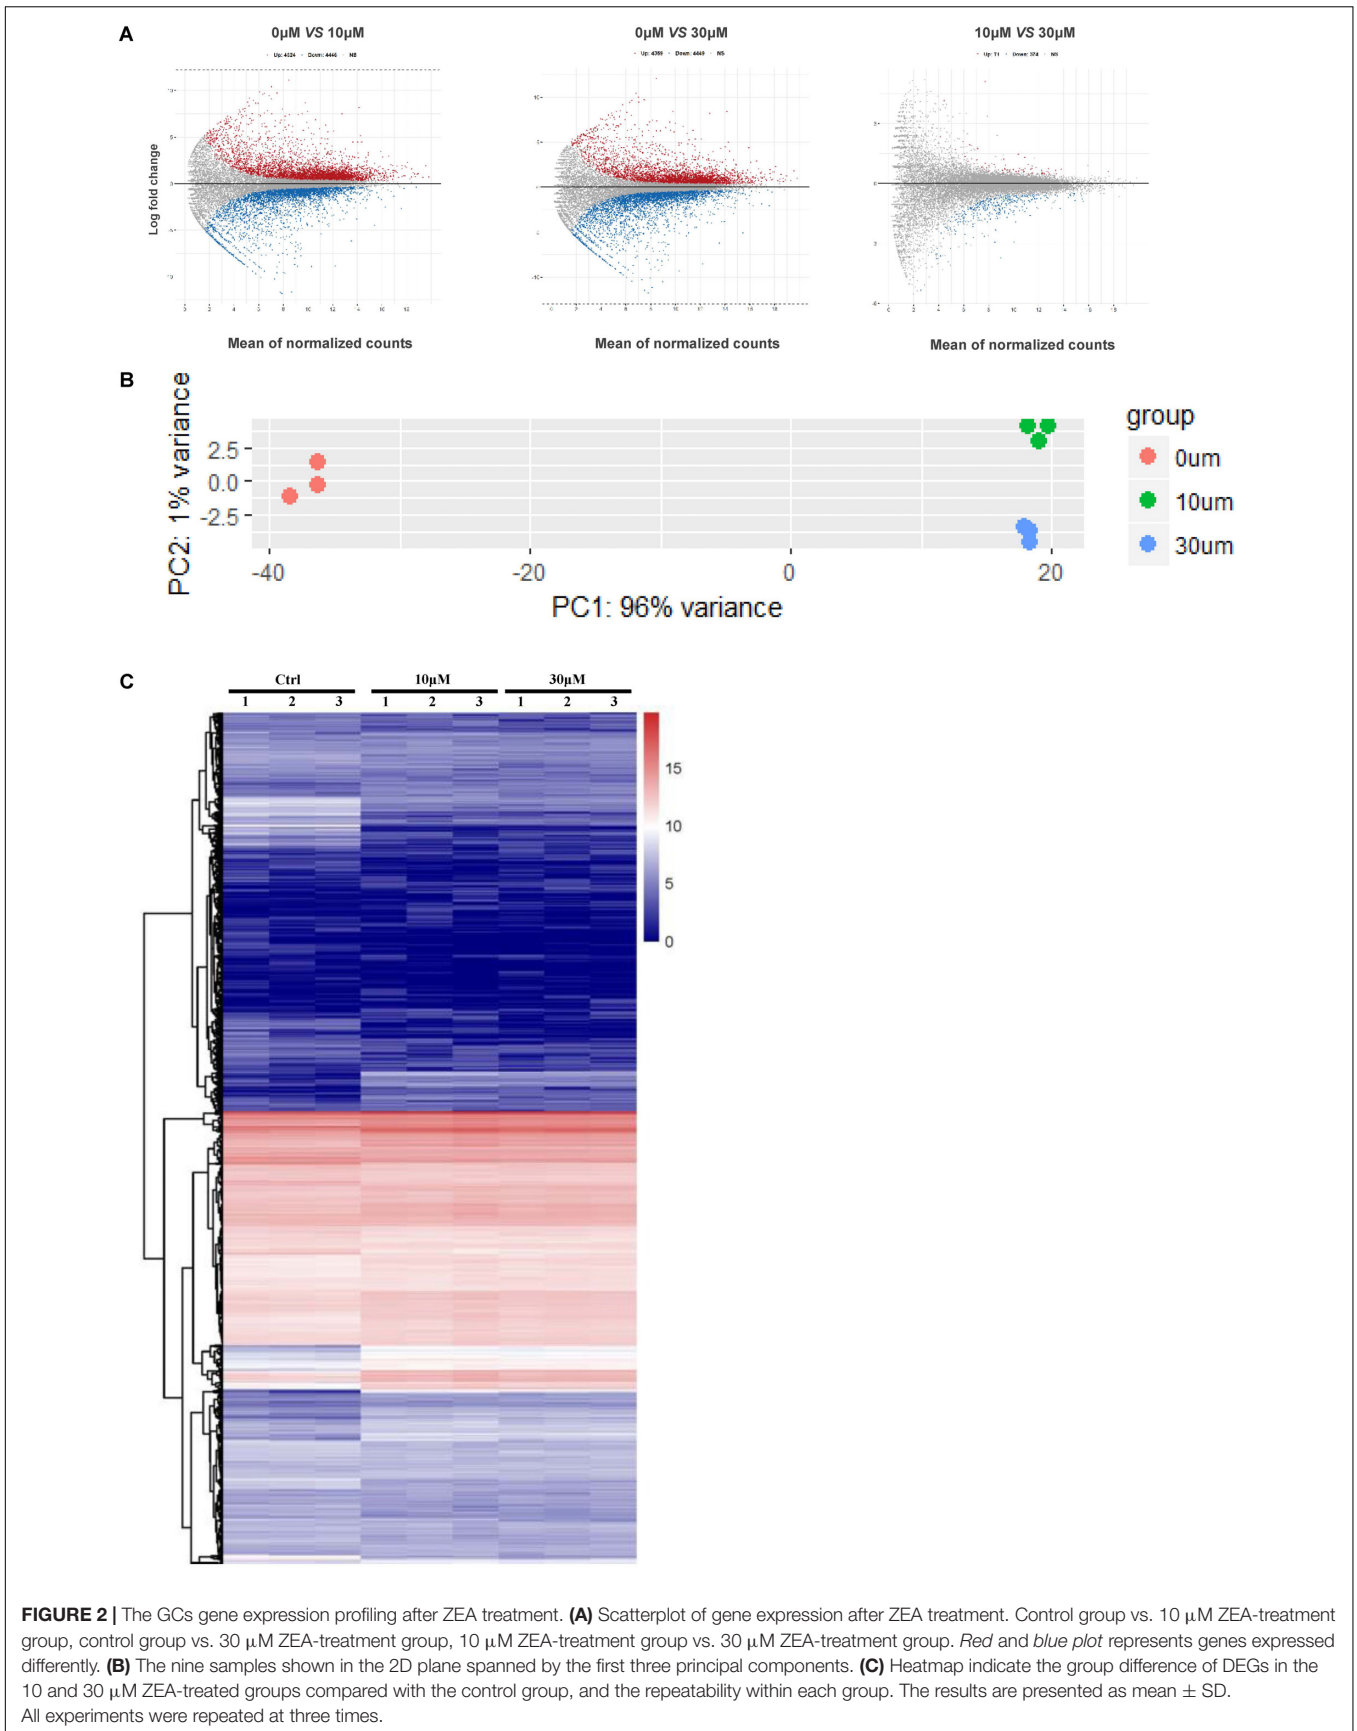 A
0µM VS 10µM
0µM VS 30µM
10µM VS 30µM
Down: 4446 NS
Down: 4449 NS
NS
Log fold change
Mean of normalized counts
Mean of normalized counts
Mean of normalized counts
B
PC2: 1% variance
2.5
0.0
-2.5
-40 -20 0 20
PC1: 96% variance
group
0um
10um
30um
C
Ctrl 10µM 30µM
1 2 3 1 2 3 1 2 3
15
10
5
0
FIGURE 2 | The GCs gene expression profiling after ZEA treatment. (A) Scatterplot of gene expression after ZEA treatment. Control group vs. 10 µM ZEA-treatment
group, control group vs. 30 µM ZEA-treatment group, 10 µM ZEA-treatment group vs. 30 µM ZEA-treatment group. Red and blue plot represents genes expressed
differently. (B) The nine samples shown in the 2D plane spanned by the first three principal components. (C) Heatmap indicate the group difference of DEGs in the
10 and 30 µM ZEA-treated groups compared with the control group, and the repeatability within each group. The results are presented as mean ± SD.
All experiments were repeated at three times.